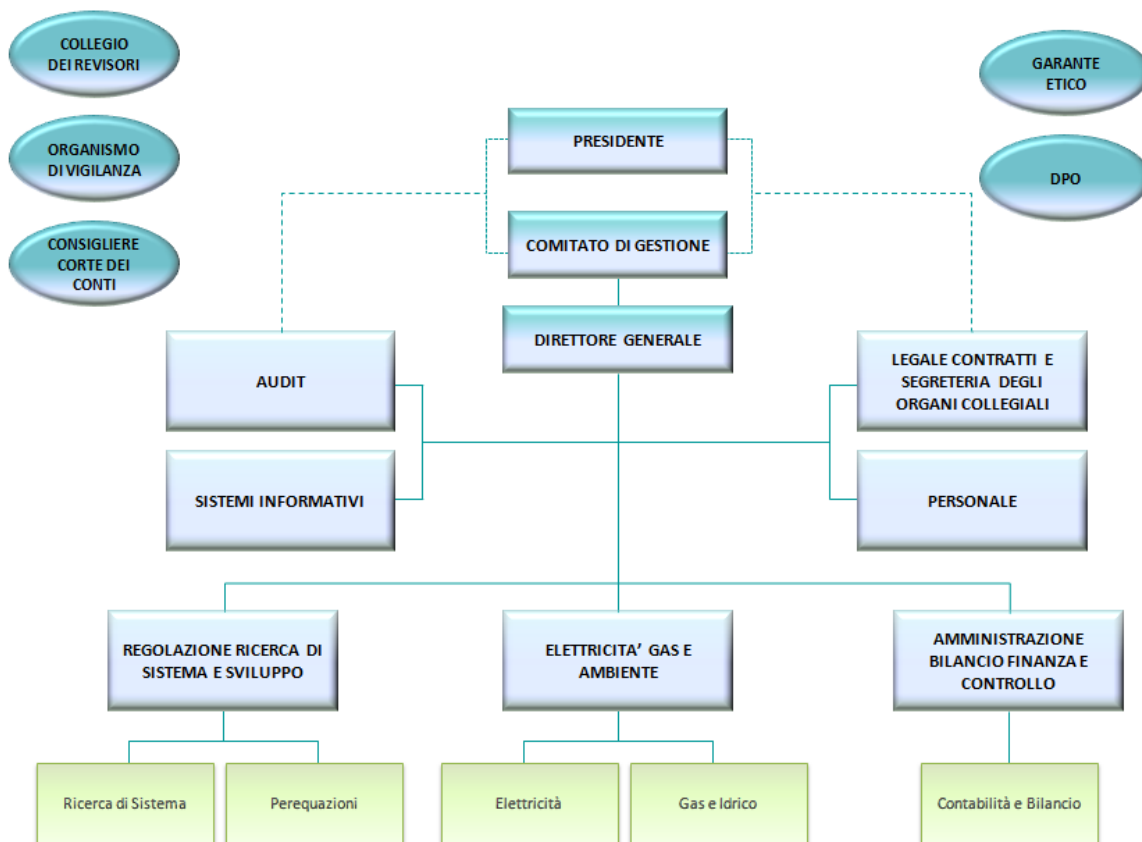 COLLEGIO
DEI REVISORI
ORGANISMO
DI VIGILANZA
CONSIGLIERE
CORTE DEI
CONTI
GARANTE
ETICO
DPO
PRESIDENTE
COMITATO DI GESTIONE
DIRETTORE GENERALE
AUDIT
LEGALE CONTRATTI E
SEGRETERIA DEGLI
ORGANI COLLEGIALI
SISTEMI INFORMATIVI
PERSONALE
REGOLAZIONE RICERCA DI
SISTEMA E SVILUPPO
ELETTRICITA’ GAS E
AMBIENTE
AMMINISTRAZIONE
BILANCIO FINANZA E
CONTROLLO
Ricerca di Sistema
Perequazioni
Elettricità
Gas e Idrico
Contabilità e Bilancio